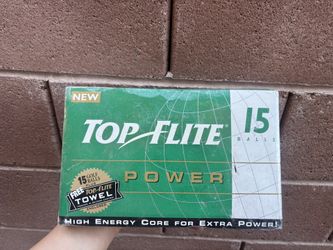 NEW
TOP-FLITE
15
BALLS
POWER
15 GOLF
BALLS
FREE TOP-FLITE
TOWEL
HIGH ENERGY CORE FOR EXTRA POWER!